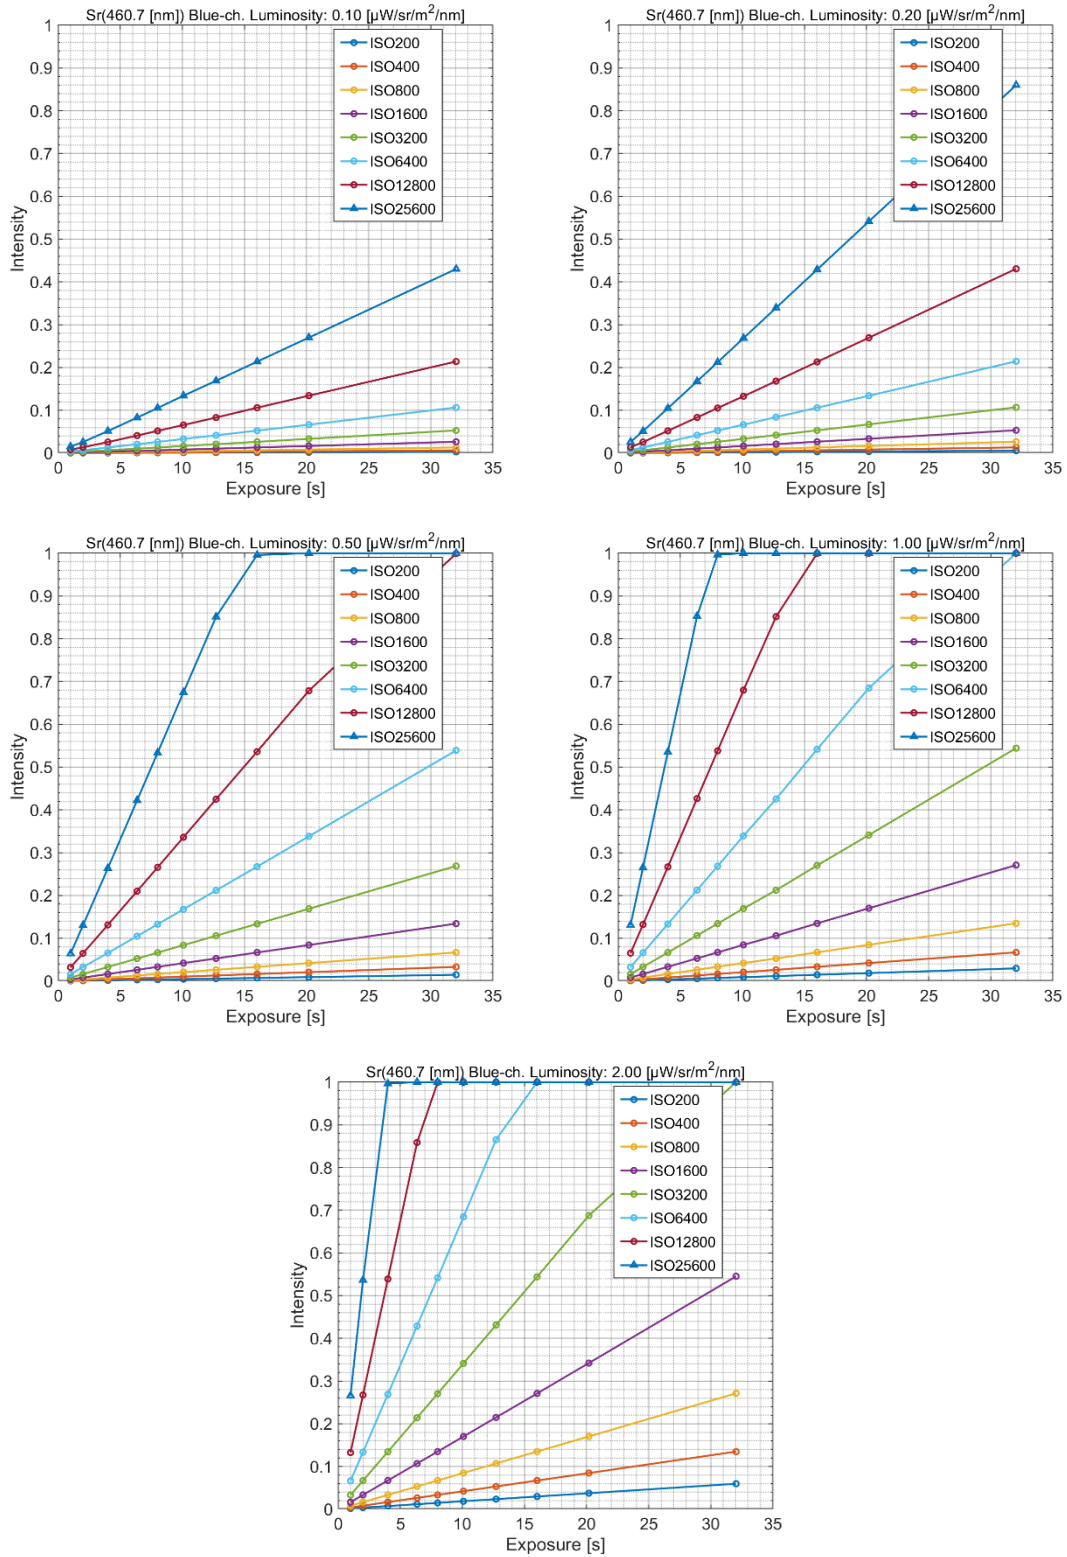 Sr(460.7 [nm]) Blue-ch. Luminosity: 0.10 [µW/sr/m²/nm]
1
0.9
0.8
0.7
0.6
0.5
0.4
0.3
0.2
0.1
0
Intensity
ISO200
ISO400
ISO800
ISO1600
ISO3200
ISO6400
ISO12800
ISO25600
0 5 10 15 20 25 30 35
Exposure [s]
Sr(460.7 [nm]) Blue-ch. Luminosity: 0.20 [µW/sr/m²/nm]
1
0.9
0.8
0.7
0.6
0.5
0.4
0.3
0.2
0.1
0
Intensity
ISO200
ISO400
ISO800
ISO1600
ISO3200
ISO6400
ISO12800
ISO25600
0 5 10 15 20 25 30 35
Exposure [s]
Sr(460.7 [nm]) Blue-ch. Luminosity: 0.50 [µW/sr/m²/nm]
1
0.9
0.8
0.7
0.6
0.5
0.4
0.3
0.2
0.1
0
Intensity
ISO200
ISO400
ISO800
ISO1600
ISO3200
ISO6400
ISO12800
ISO25600
0 5 10 15 20 25 30 35
Exposure [s]
Sr(460.7 [nm]) Blue-ch. Luminosity: 1.00 [µW/sr/m²/nm]
1
0.9
0.8
0.7
0.6
0.5
0.4
0.3
0.2
0.1
0
Intensity
ISO200
ISO400
ISO800
ISO1600
ISO3200
ISO6400
ISO12800
ISO25600
0 5 10 15 20 25 30 35
Exposure [s]
Sr(460.7 [nm]) Blue-ch. Luminosity: 2.00 [µW/sr/m²/nm]
1
0.9
0.8
0.7
0.6
0.5
0.4
0.3
0.2
0.1
0
Intensity
ISO200
ISO400
ISO800
ISO1600
ISO3200
ISO6400
ISO12800
ISO25600
0 5 10 15 20 25 30 35
Exposure [s]